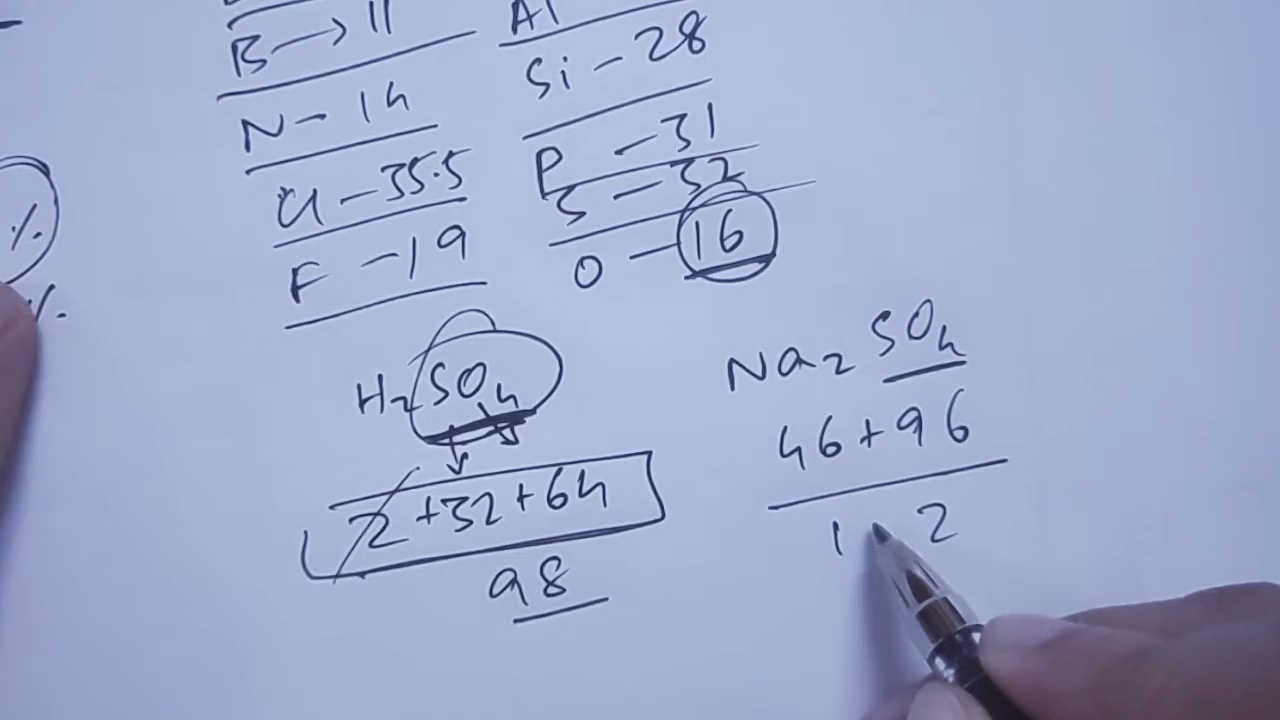 B → 11
N - 14
Cl - 35.5
F - 19
Al
Si - 28
P - 31
S - 32
O - 16
%
%.
H2SO4
2 + 32 + 64
98
Na2SO4
46 + 96
1 2